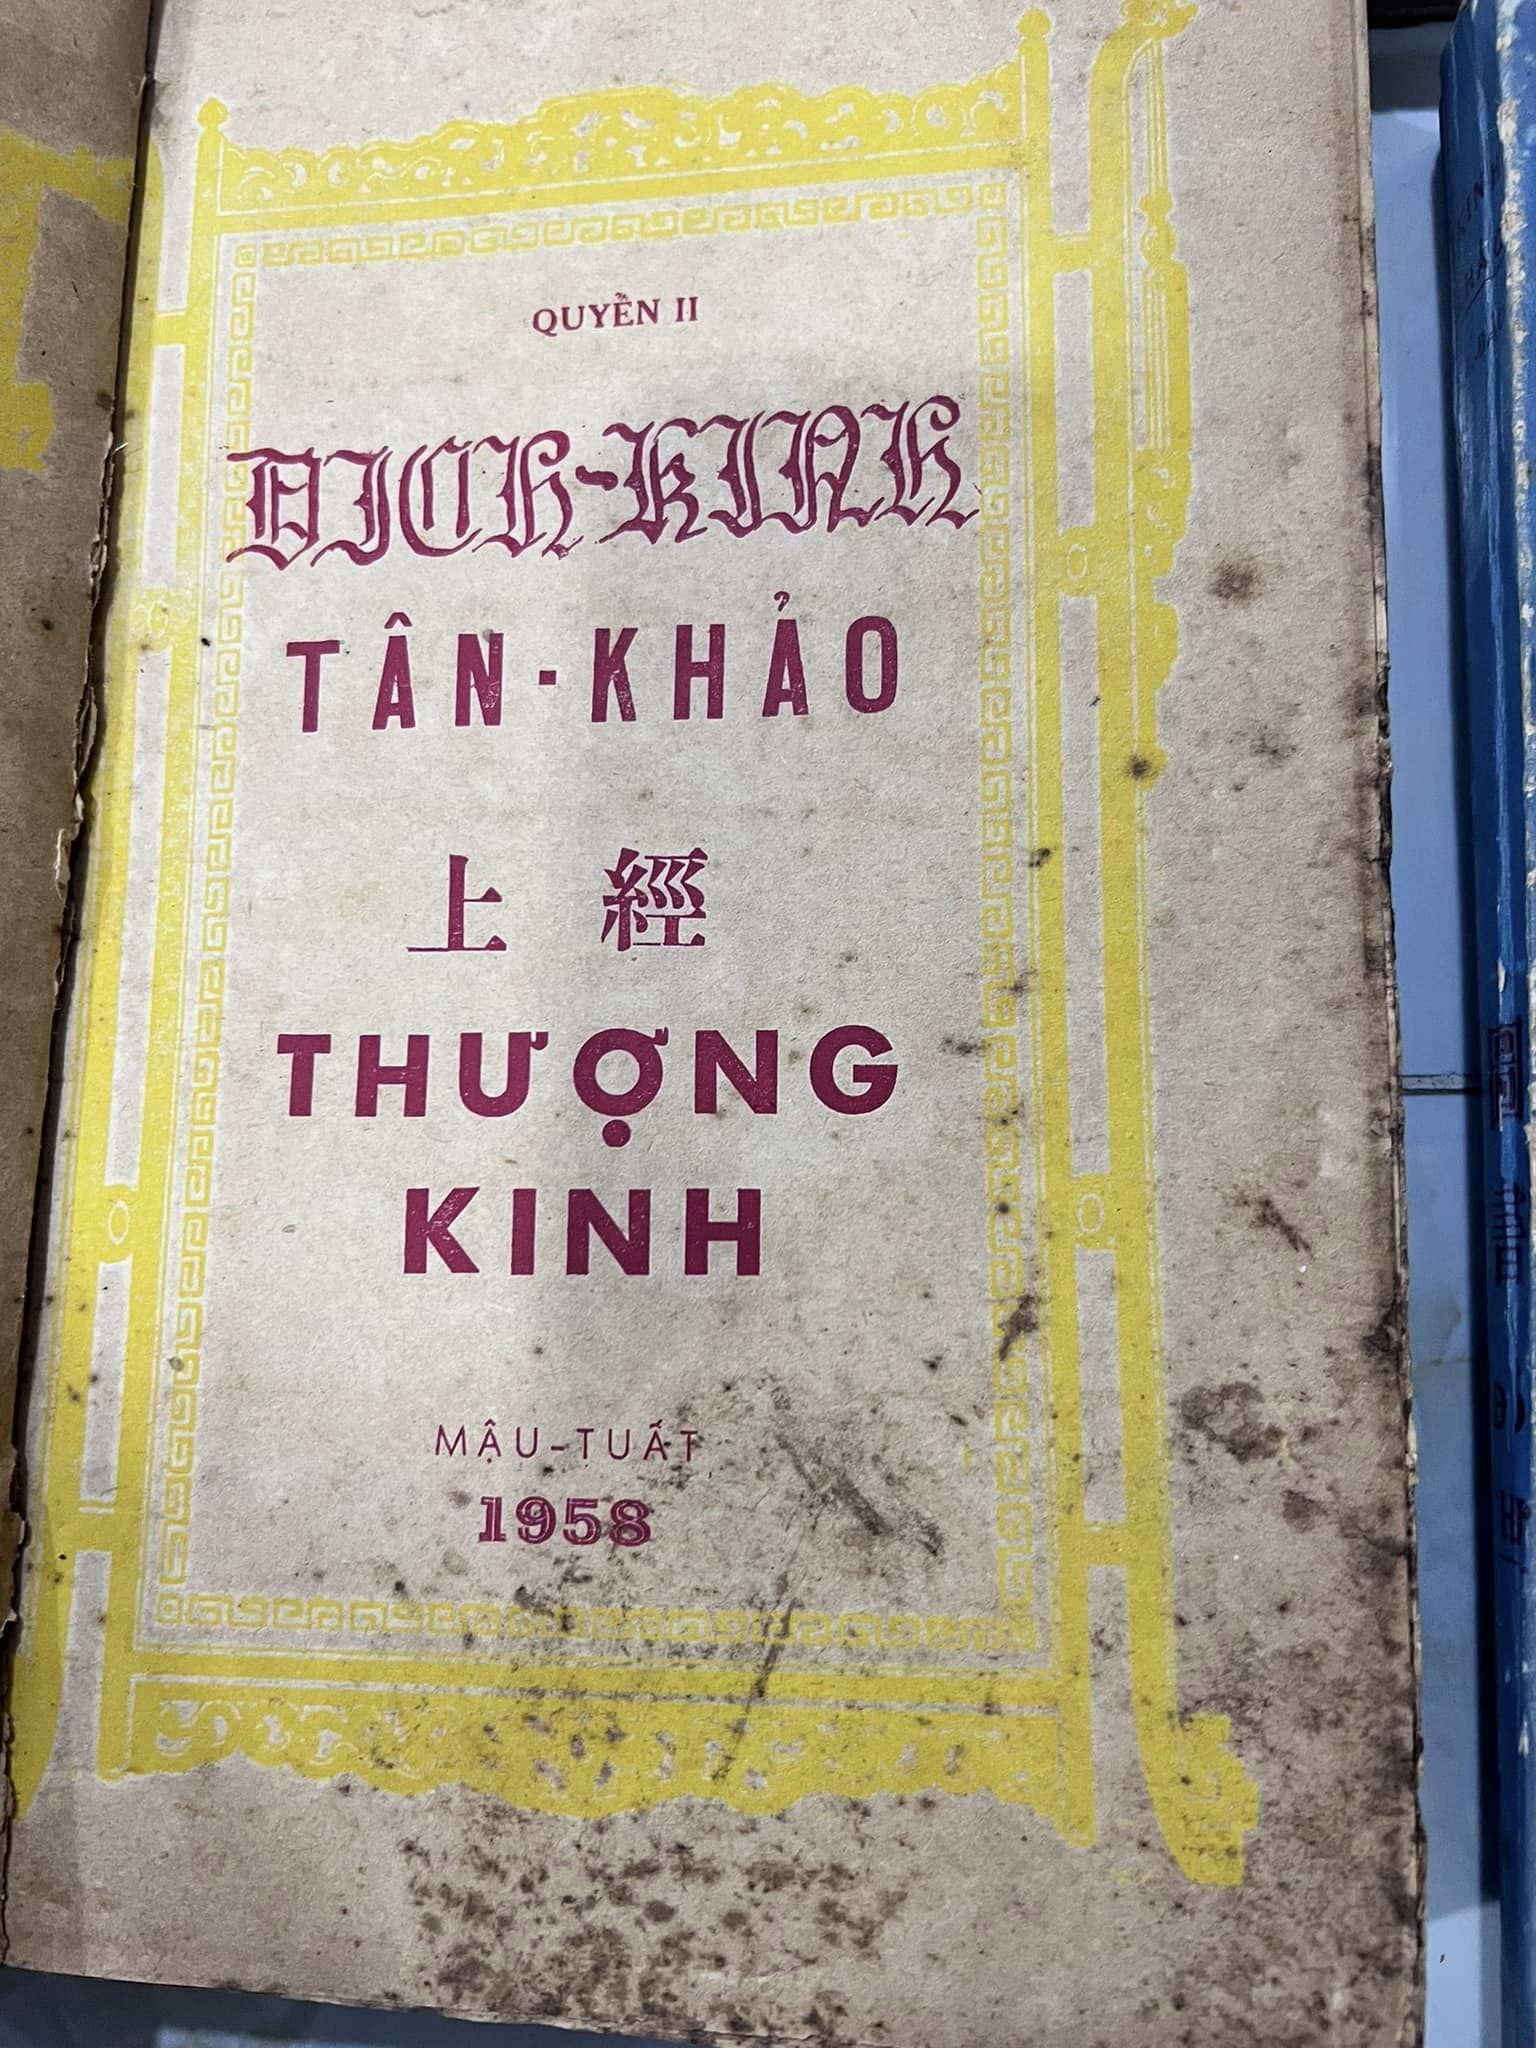 QUYỂN II
DỊCH-KINH
TÂN-KHẢO
上 經
THƯỢNG
KINH
MẬU-TUẤT
1958